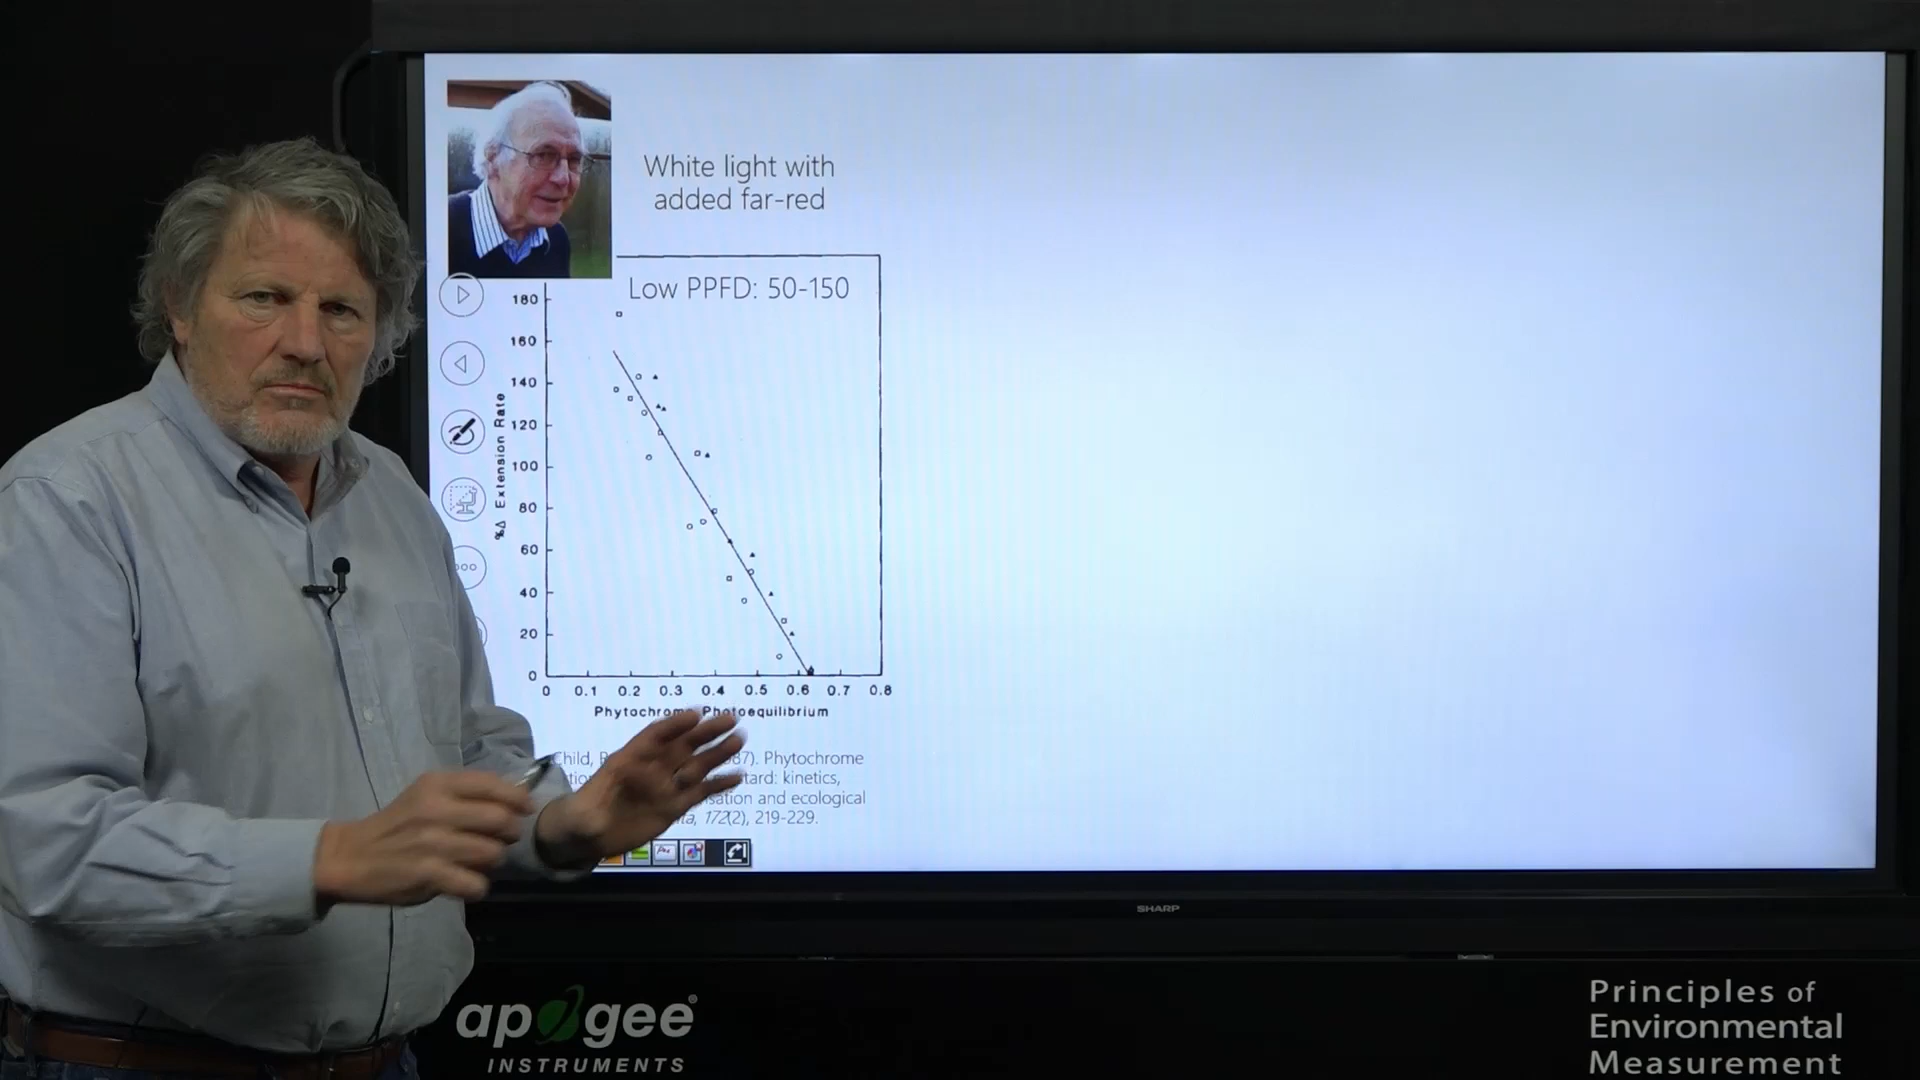 White light with
added far-red
Low PPFD: 50-150
180
160
140
120
100
80
60
40
20
0
%Δ Extension Rate
0 0.1 0.2 0.3 0.4 0.5 0.6 0.7 0.8
Phytochrome Photoequilibrium
Child, 87). Phytochrome
tard: kinetics,
and ecological
172(2), 219-229.
SHARP
apogee®
INSTRUMENTS
Principles of
Environmental
Measurement